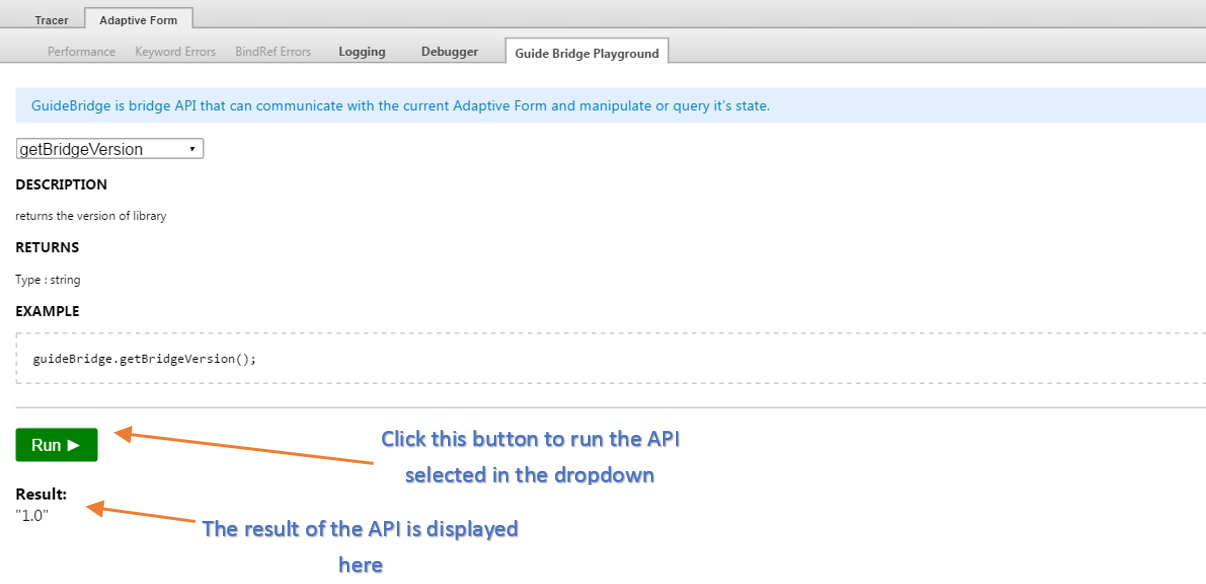 Tracer Adaptive Form
Performance Keyword Errors BindRef Errors Logging Debugger Guide Bridge Playground
GuideBridge is bridge API that can communicate with the current Adaptive Form and manipulate or query it's state.
getBridgeVersion
DESCRIPTION
returns the version of library
RETURNS
Type : string
EXAMPLE
guideBridge.getBridgeVersion();
Run ►
Click this button to run the API
selected in the dropdown
Result:
"1.0"
The result of the API is displayed
here